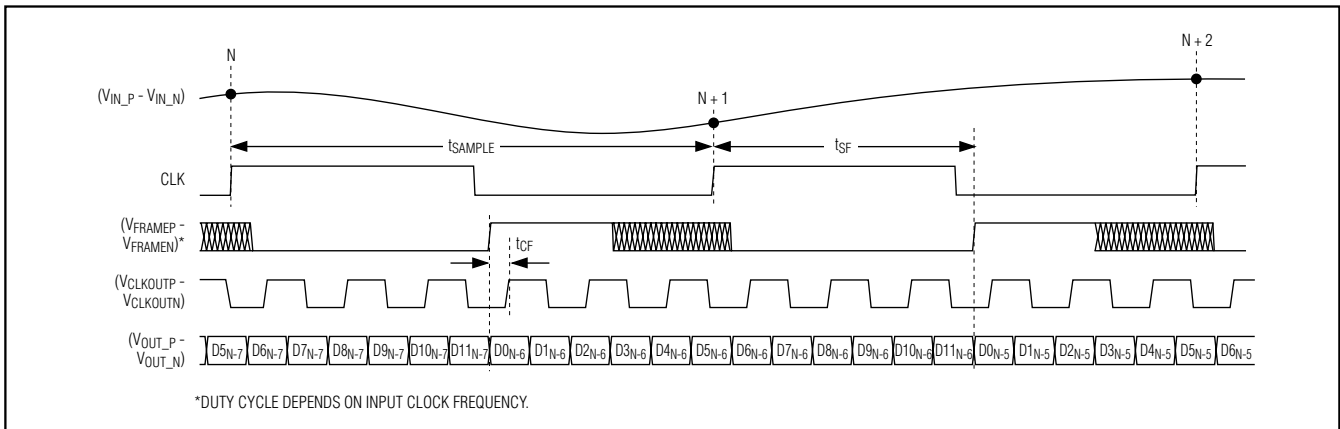 N
N + 1
N + 2
(VIN_P - VIN_N)
tSAMPLE
tSF
CLK
(VFRAMEP -
VFRAMEN)*
tCF
(VCLKOUTP -
VCLKOUTN)
(VOUT_P -
VOUT_N)
D5N-7 D6N-7 D7N-7 D8N-7 D9N-7 D10N-7 D11N-7 D0N-6 D1N-6 D2N-6 D3N-6 D4N-6 D5N-6 D6N-6 D7N-6 D8N-6 D9N-6 D10N-6 D11N-6 D0N-5 D1N-5 D2N-5 D3N-5 D4N-5 D5N-5 D6N-5
*DUTY CYCLE DEPENDS ON INPUT CLOCK FREQUENCY.